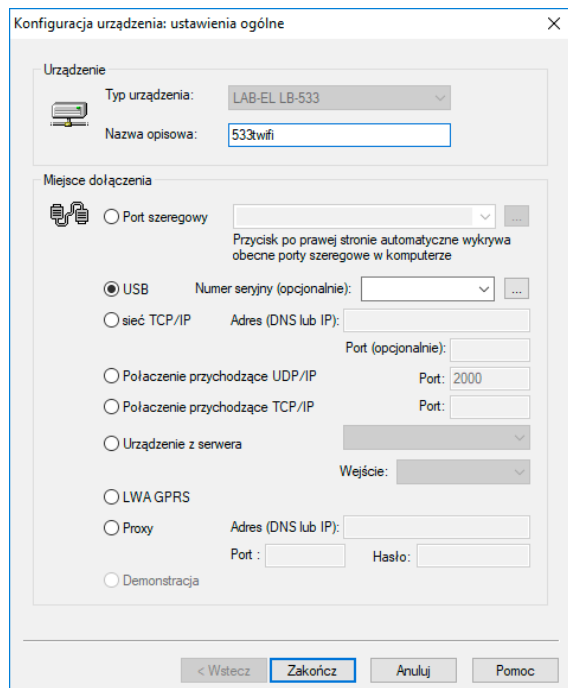 Konfiguracja urządzenia: ustawienia ogólne
Urządzenie
Typ urządzenia: LAB-EL LB-533
Nazwa opisowa: 533twifi
Miejsce dołączenia
Port szeregowy ...
Przycisk po prawej stronie automatyczne wykrywa
obecne porty szeregowe w komputerze
USB Numer seryjny (opcjonalnie): ...
sieć TCP/IP Adres (DNS lub IP):
Port (opcjonalnie):
Połaczenie przychodzące UDP/IP Port: 2000
Połaczenie przychodzące TCP/IP Port:
Urządzenie z serwera
Wejście:
LWA GPRS
Proxy Adres (DNS lub IP):
Port : Hasło:
Demonstracja
< Wstecz Zakończ Anuluj Pomoc